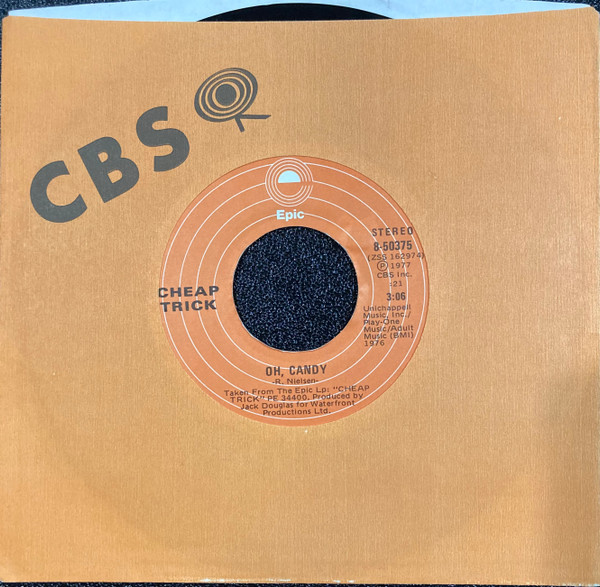 CBS
Epic
STEREO
8-50375
(ZSS 162974)
Ⓟ 1977
CBS Inc.
:21
3:06
Unichappell
Music, Inc./
Play-One
Music/Adult
Music (BMI)
1976
CHEAP
TRICK
OH, CANDY
-R. Nielsen-
Taken From The Epic Lp: "CHEAP
TRICK" PE 34400. Produced by
Jack Douglas for Waterfront
Productions Ltd.